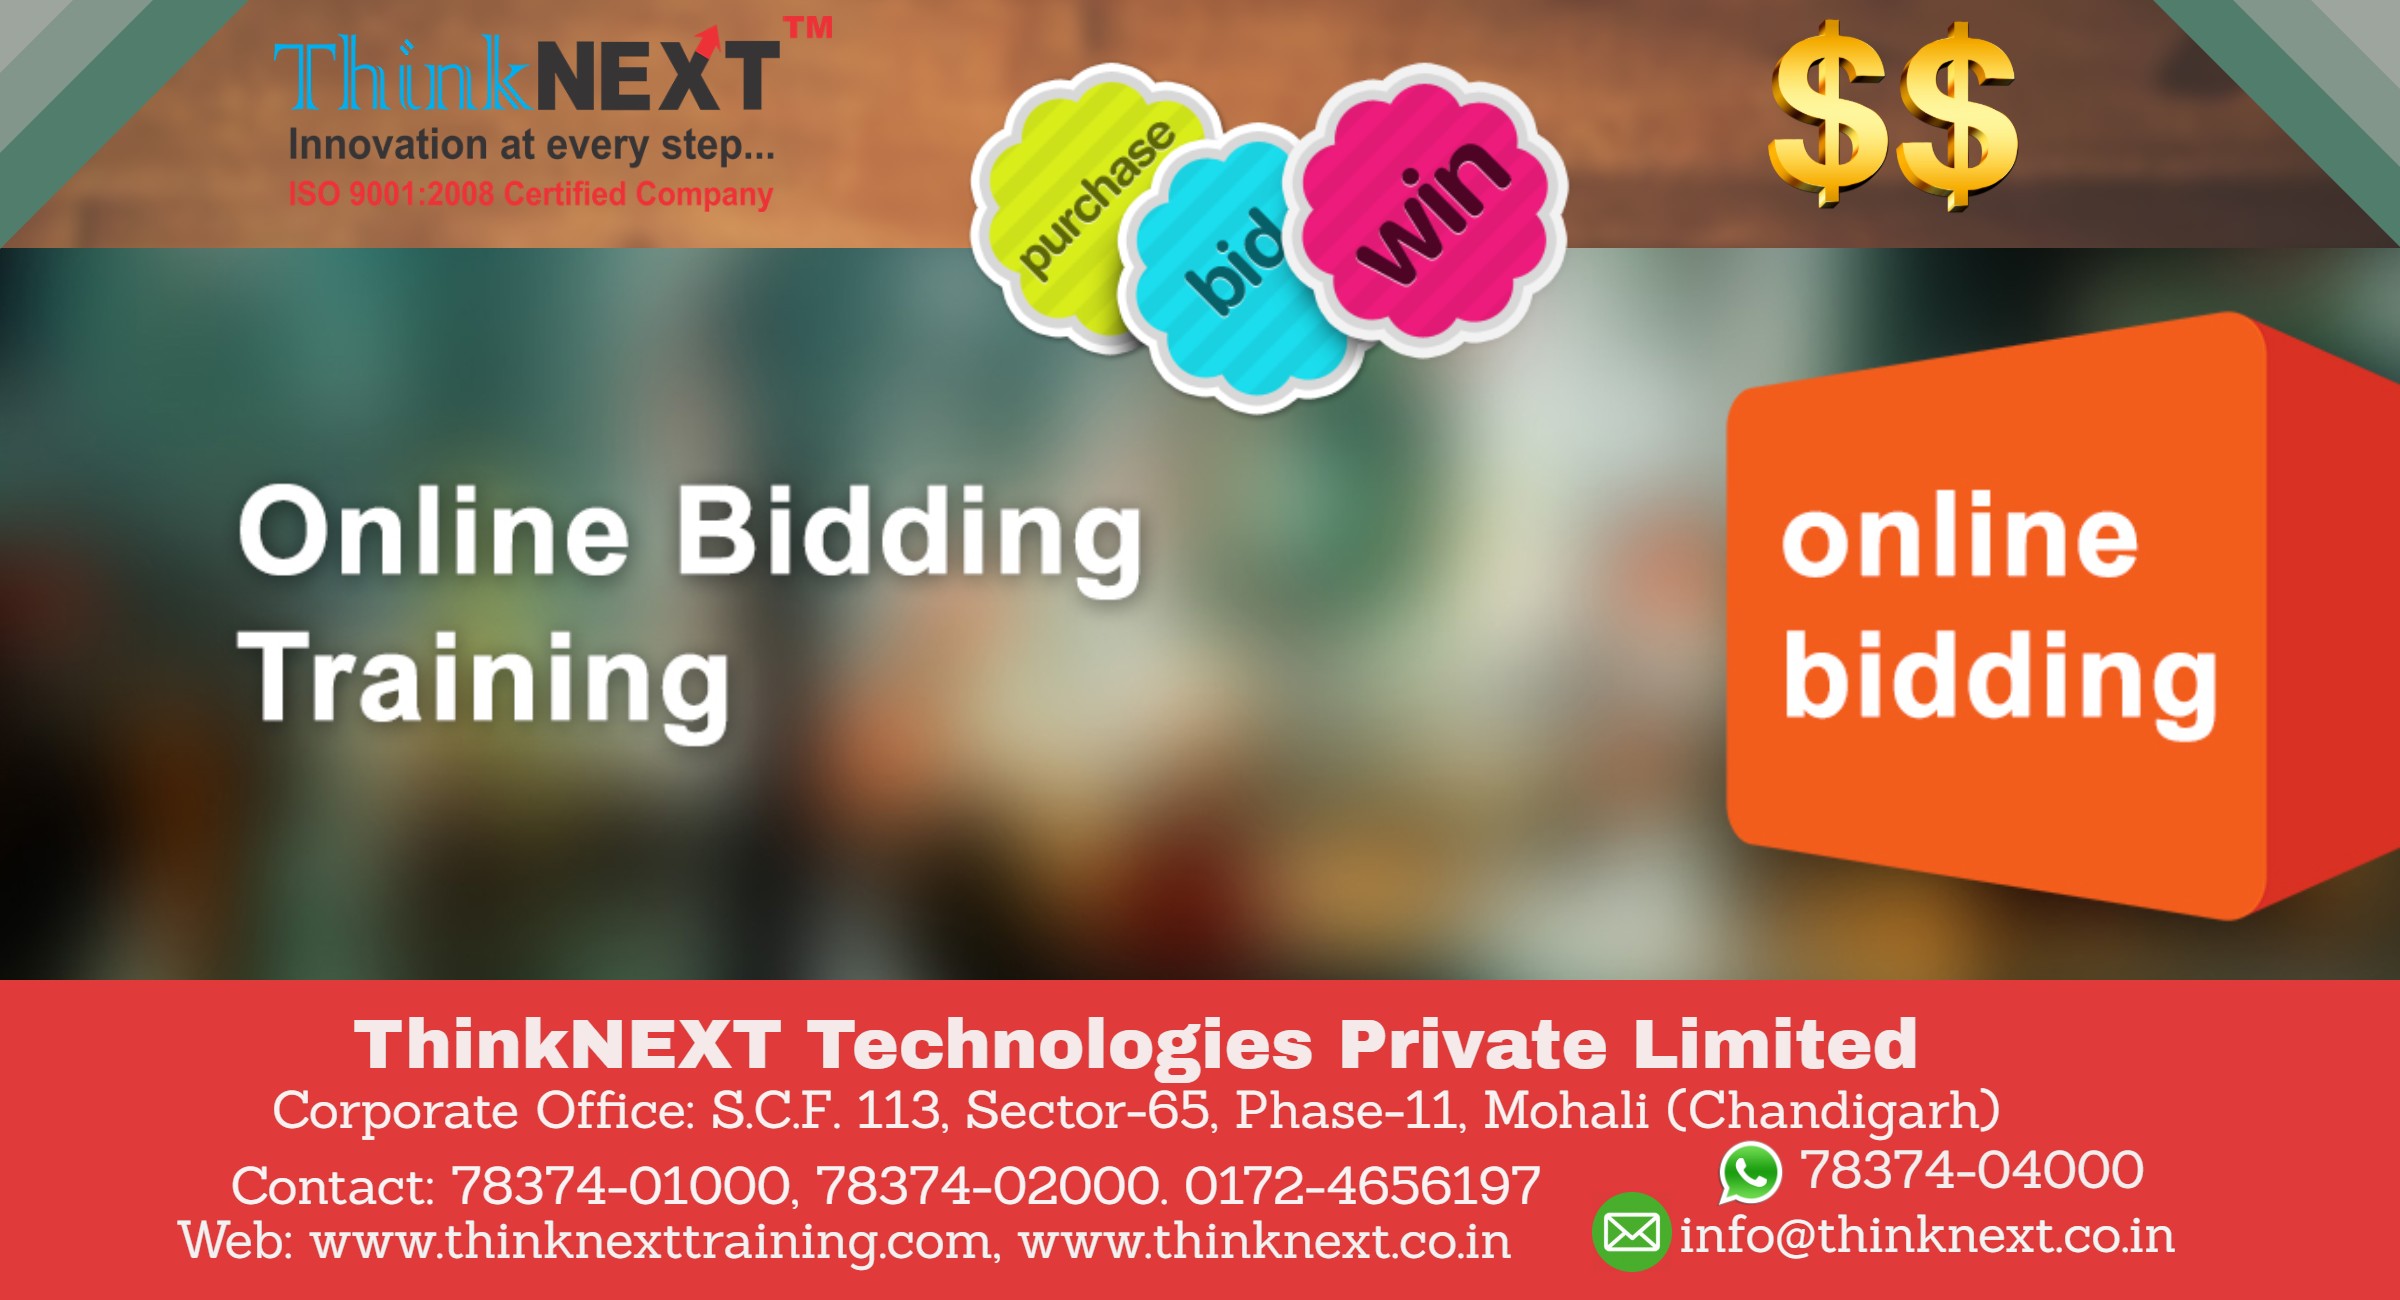 ThinkNEXT™
Innovation at every step...
ISO 9001:2008 Certified Company
purchase
bid
win
$$
Online Bidding
Training
online
bidding
ThinkNEXT Technologies Private Limited
Corporate Office: S.C.F. 113, Sector-65, Phase-11, Mohali (Chandigarh)
Contact: 78374-01000, 78374-02000. 0172-4656197
78374-04000
Web: www.thinknexttraining.com, www.thinknext.co.in
info@thinknext.co.in